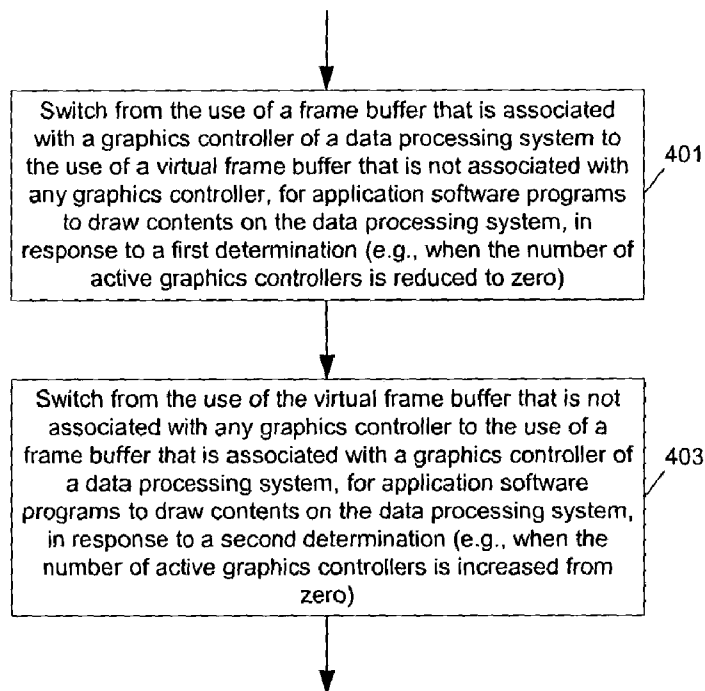 Switch from the use of a frame buffer that is associated
with a graphics controller of a data processing system to
the use of a virtual frame buffer that is not associated with
any graphics controller, for application software programs
to draw contents on the data processing system, in
response to a first determination (e.g., when the number of
active graphics controllers is reduced to zero)
401
Switch from the use of the virtual frame buffer that is not
associated with any graphics controller to the use of a
frame buffer that is associated with a graphics controller of
a data processing system, for application software
programs to draw contents on the data processing system,
in response to a second determination (e.g., when the
number of active graphics controllers is increased from
zero)
403